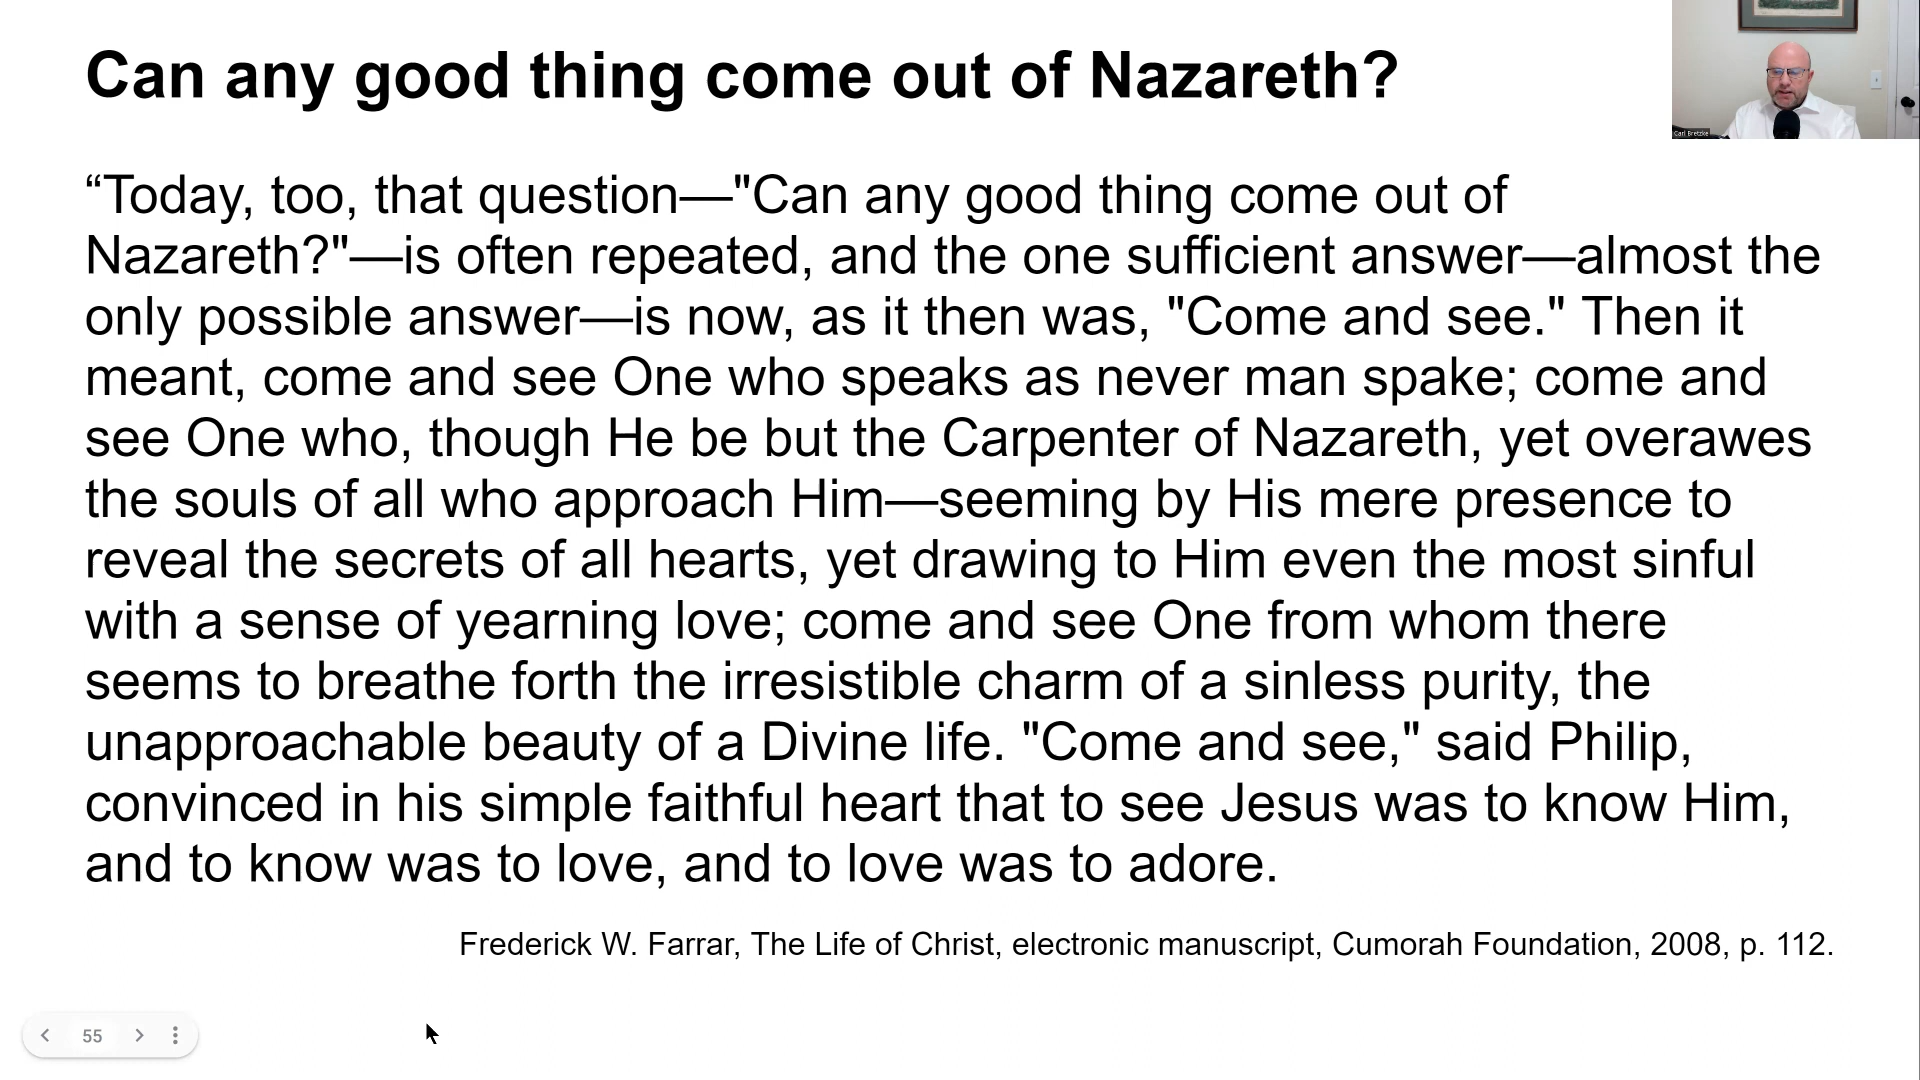 Can any good thing come out of Nazareth?
Carl Bretzke
“Today, too, that question—"Can any good thing come out of
Nazareth?"—is often repeated, and the one sufficient answer—almost the
only possible answer—is now, as it then was, "Come and see." Then it
meant, come and see One who speaks as never man spake; come and
see One who, though He be but the Carpenter of Nazareth, yet overawes
the souls of all who approach Him—seeming by His mere presence to
reveal the secrets of all hearts, yet drawing to Him even the most sinful
with a sense of yearning love; come and see One from whom there
seems to breathe forth the irresistible charm of a sinless purity, the
unapproachable beauty of a Divine life. "Come and see," said Philip,
convinced in his simple faithful heart that to see Jesus was to know Him,
and to know was to love, and to love was to adore.
Frederick W. Farrar, The Life of Christ, electronic manuscript, Cumorah Foundation, 2008, p. 112.
55